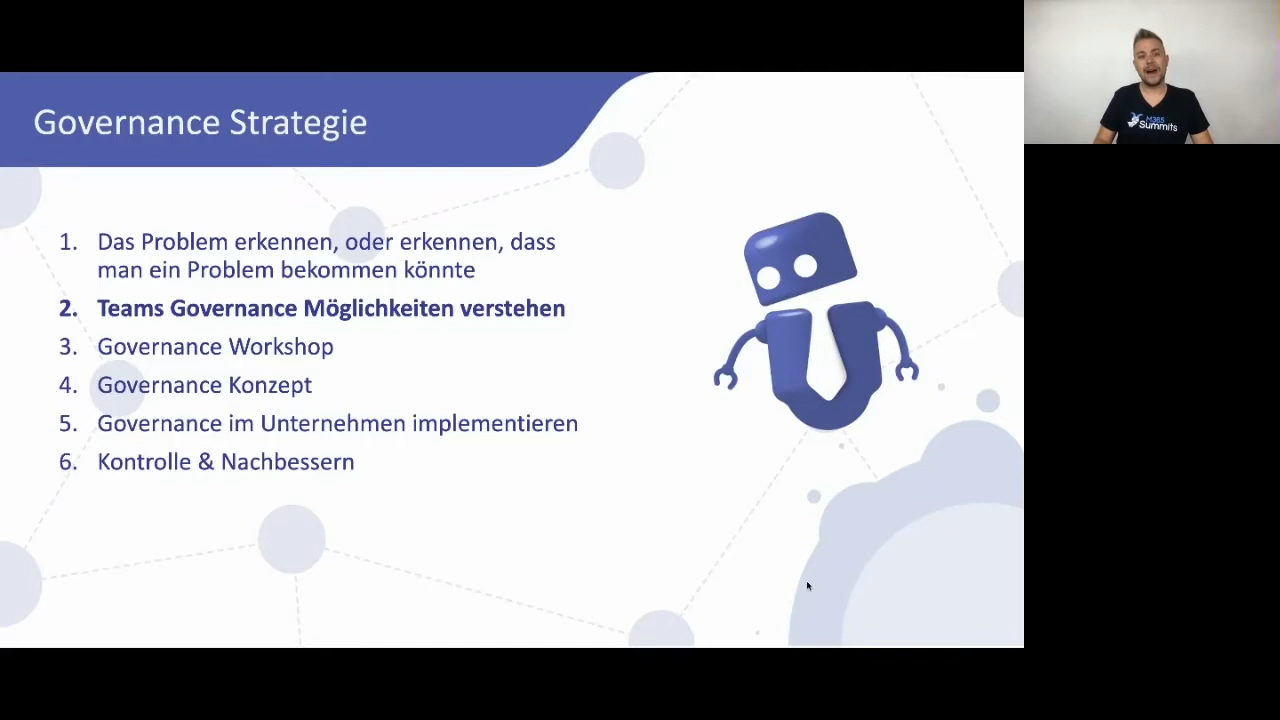 Governance Strategie
1. Das Problem erkennen, oder erkennen, dass
man ein Problem bekommen könnte
2. Teams Governance Möglichkeiten verstehen
3. Governance Workshop
4. Governance Konzept
5. Governance im Unternehmen implementieren
6. Kontrolle & Nachbessern
M365
Summits